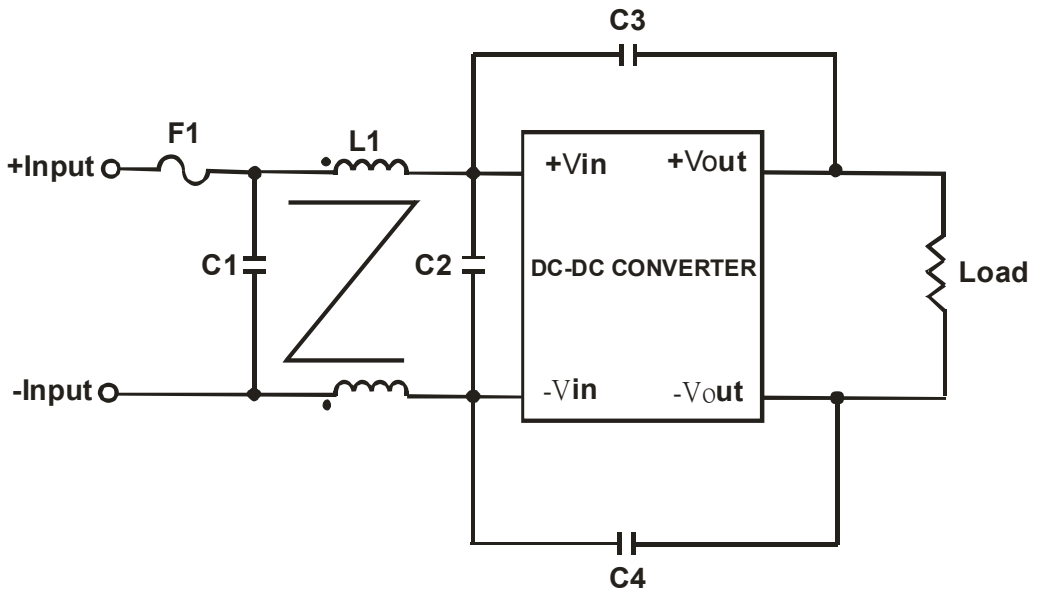 C3
F1
L1
+Input
+Vin
+Vout
C1
C2
DC-DC CONVERTER
Load
-Input
-Vin
-Vout
C4